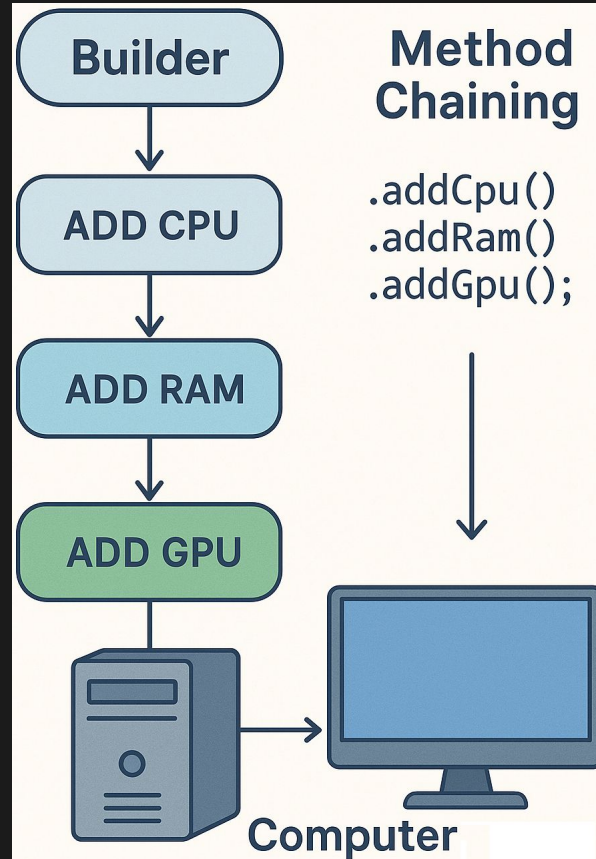 Builder
ADD CPU
ADD RAM
ADD GPU
Method
Chaining
.addCpu()
.addRam()
.addGpu();
Computer